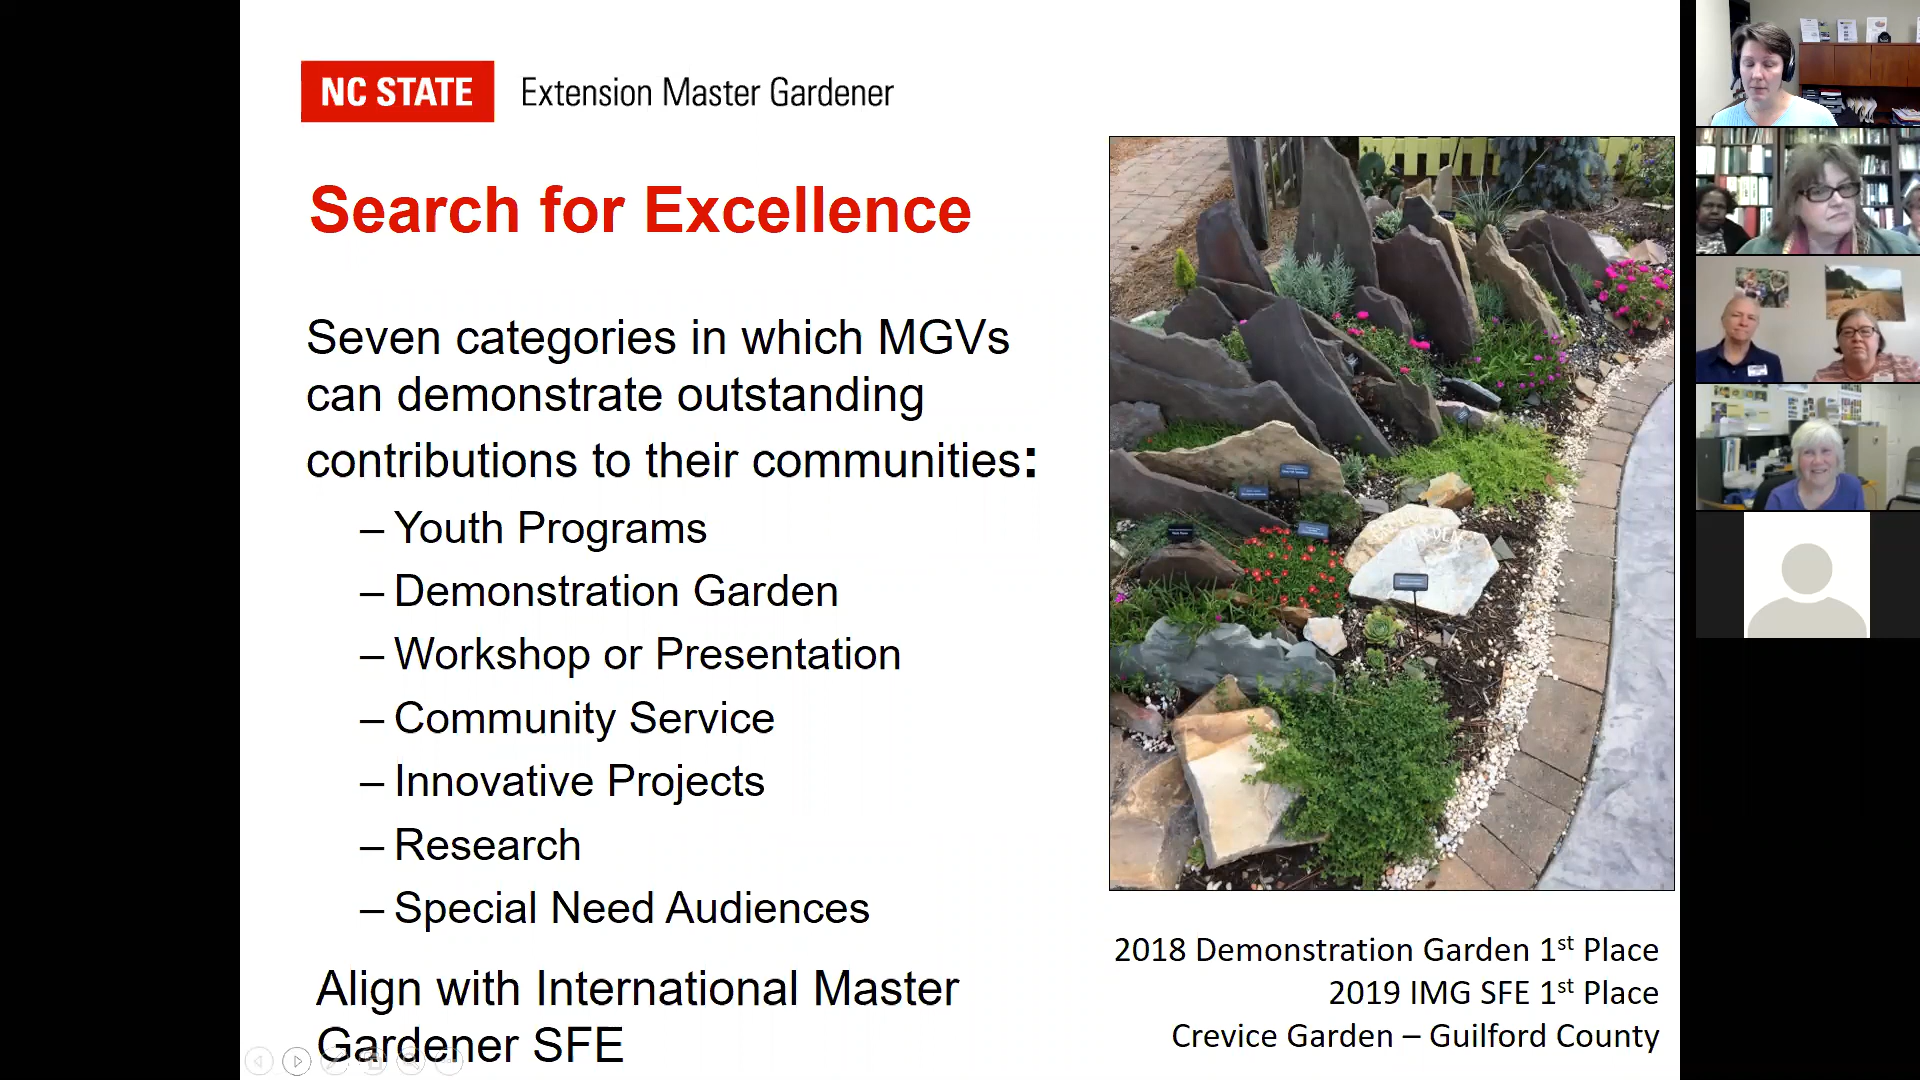 NC STATE Extension Master Gardener
Search for Excellence
Seven categories in which MGVs
can demonstrate outstanding
contributions to their communities:
– Youth Programs
– Demonstration Garden
– Workshop or Presentation
– Community Service
– Innovative Projects
– Research
– Special Need Audiences
Align with International Master
Gardener SFE
2018 Demonstration Garden 1st Place
2019 IMG SFE 1st Place
Crevice Garden – Guilford County